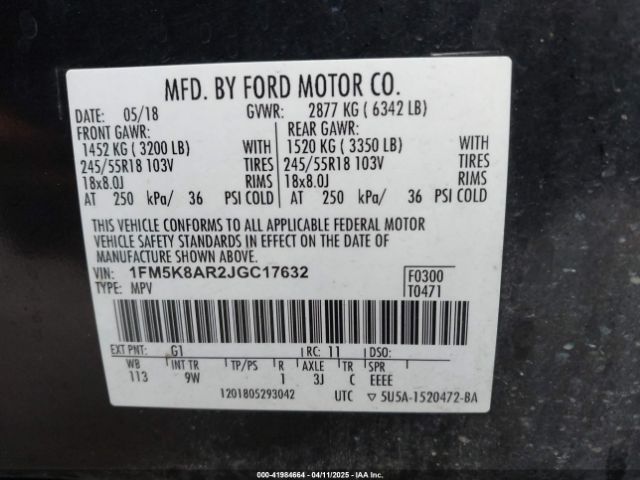 MFD. BY FORD MOTOR CO.
DATE: 05/18 GVWR: 2877 KG ( 6342 LB)
FRONT GAWR: REAR GAWR:
1452 KG ( 3200 LB) WITH 1520 KG ( 3350 LB) WITH
245/55R18 103V TIRES 245/55R18 103V TIRES
18x8.0J RIMS 18x8.0J RIMS
AT 250 kPa/ 36 PSI COLD AT 250 kPa/ 36 PSI COLD
THIS VEHICLE CONFORMS TO ALL APPLICABLE FEDERAL MOTOR
VEHICLE SAFETY STANDARDS IN EFFECT ON THE DATE OF
MANUFACTURE SHOWN ABOVE.
VIN: 1FM5K8AR2JGC17632 F0300
TYPE: MPV T0471
EXT PNT: G1 RC: 11 DSO:
WB INT TR TP/PS R AXLE TR SPR
113 9W 1 3J C EEEE
1201805293042 UTC ▽ 5U5A-1520472-BA
000-41984664 - 04/11/2025 - IAA, Inc.